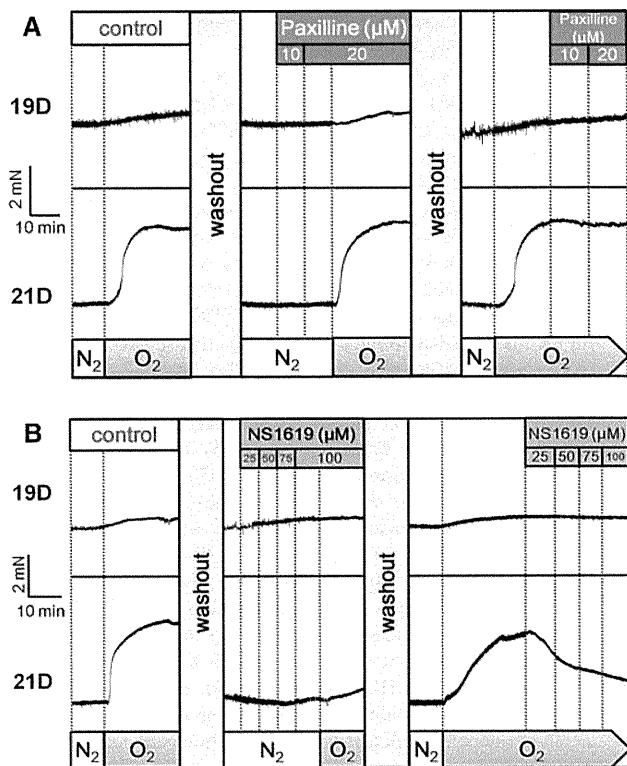 A
control
Paxilline (µM)
10 20
Paxilline (µM)
10 20
19D
21D
2 mN
10 min
washout
washout
N₂ O₂
N₂ O₂
N₂ O₂
B
control
NS1619 (µM)
25 50 75 100
NS1619 (µM)
25 50 75 100
19D
21D
2 mN
10 min
washout
washout
N₂ O₂
N₂ O₂
N₂ O₂